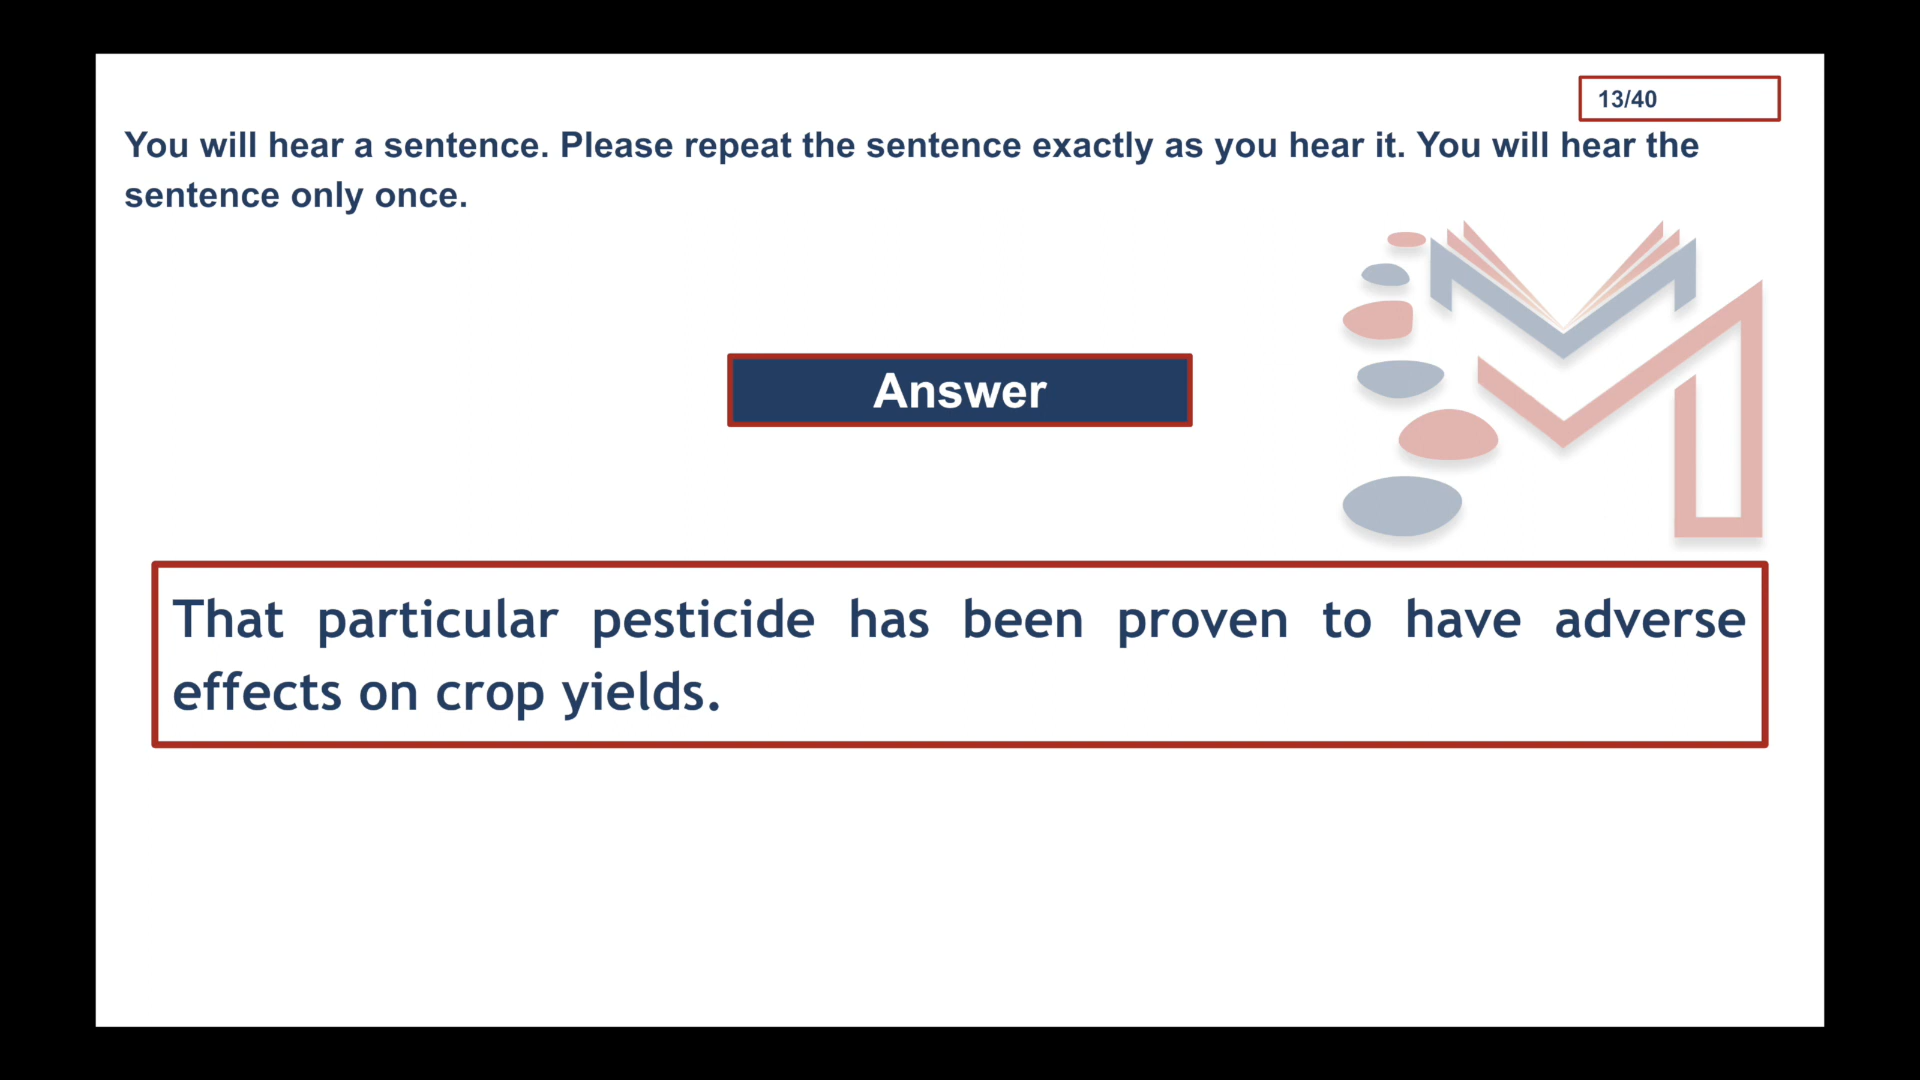 13/40
You will hear a sentence. Please repeat the sentence exactly as you hear it. You will hear the
sentence only once.
Answer
That particular pesticide has been proven to have adverse
effects on crop yields.